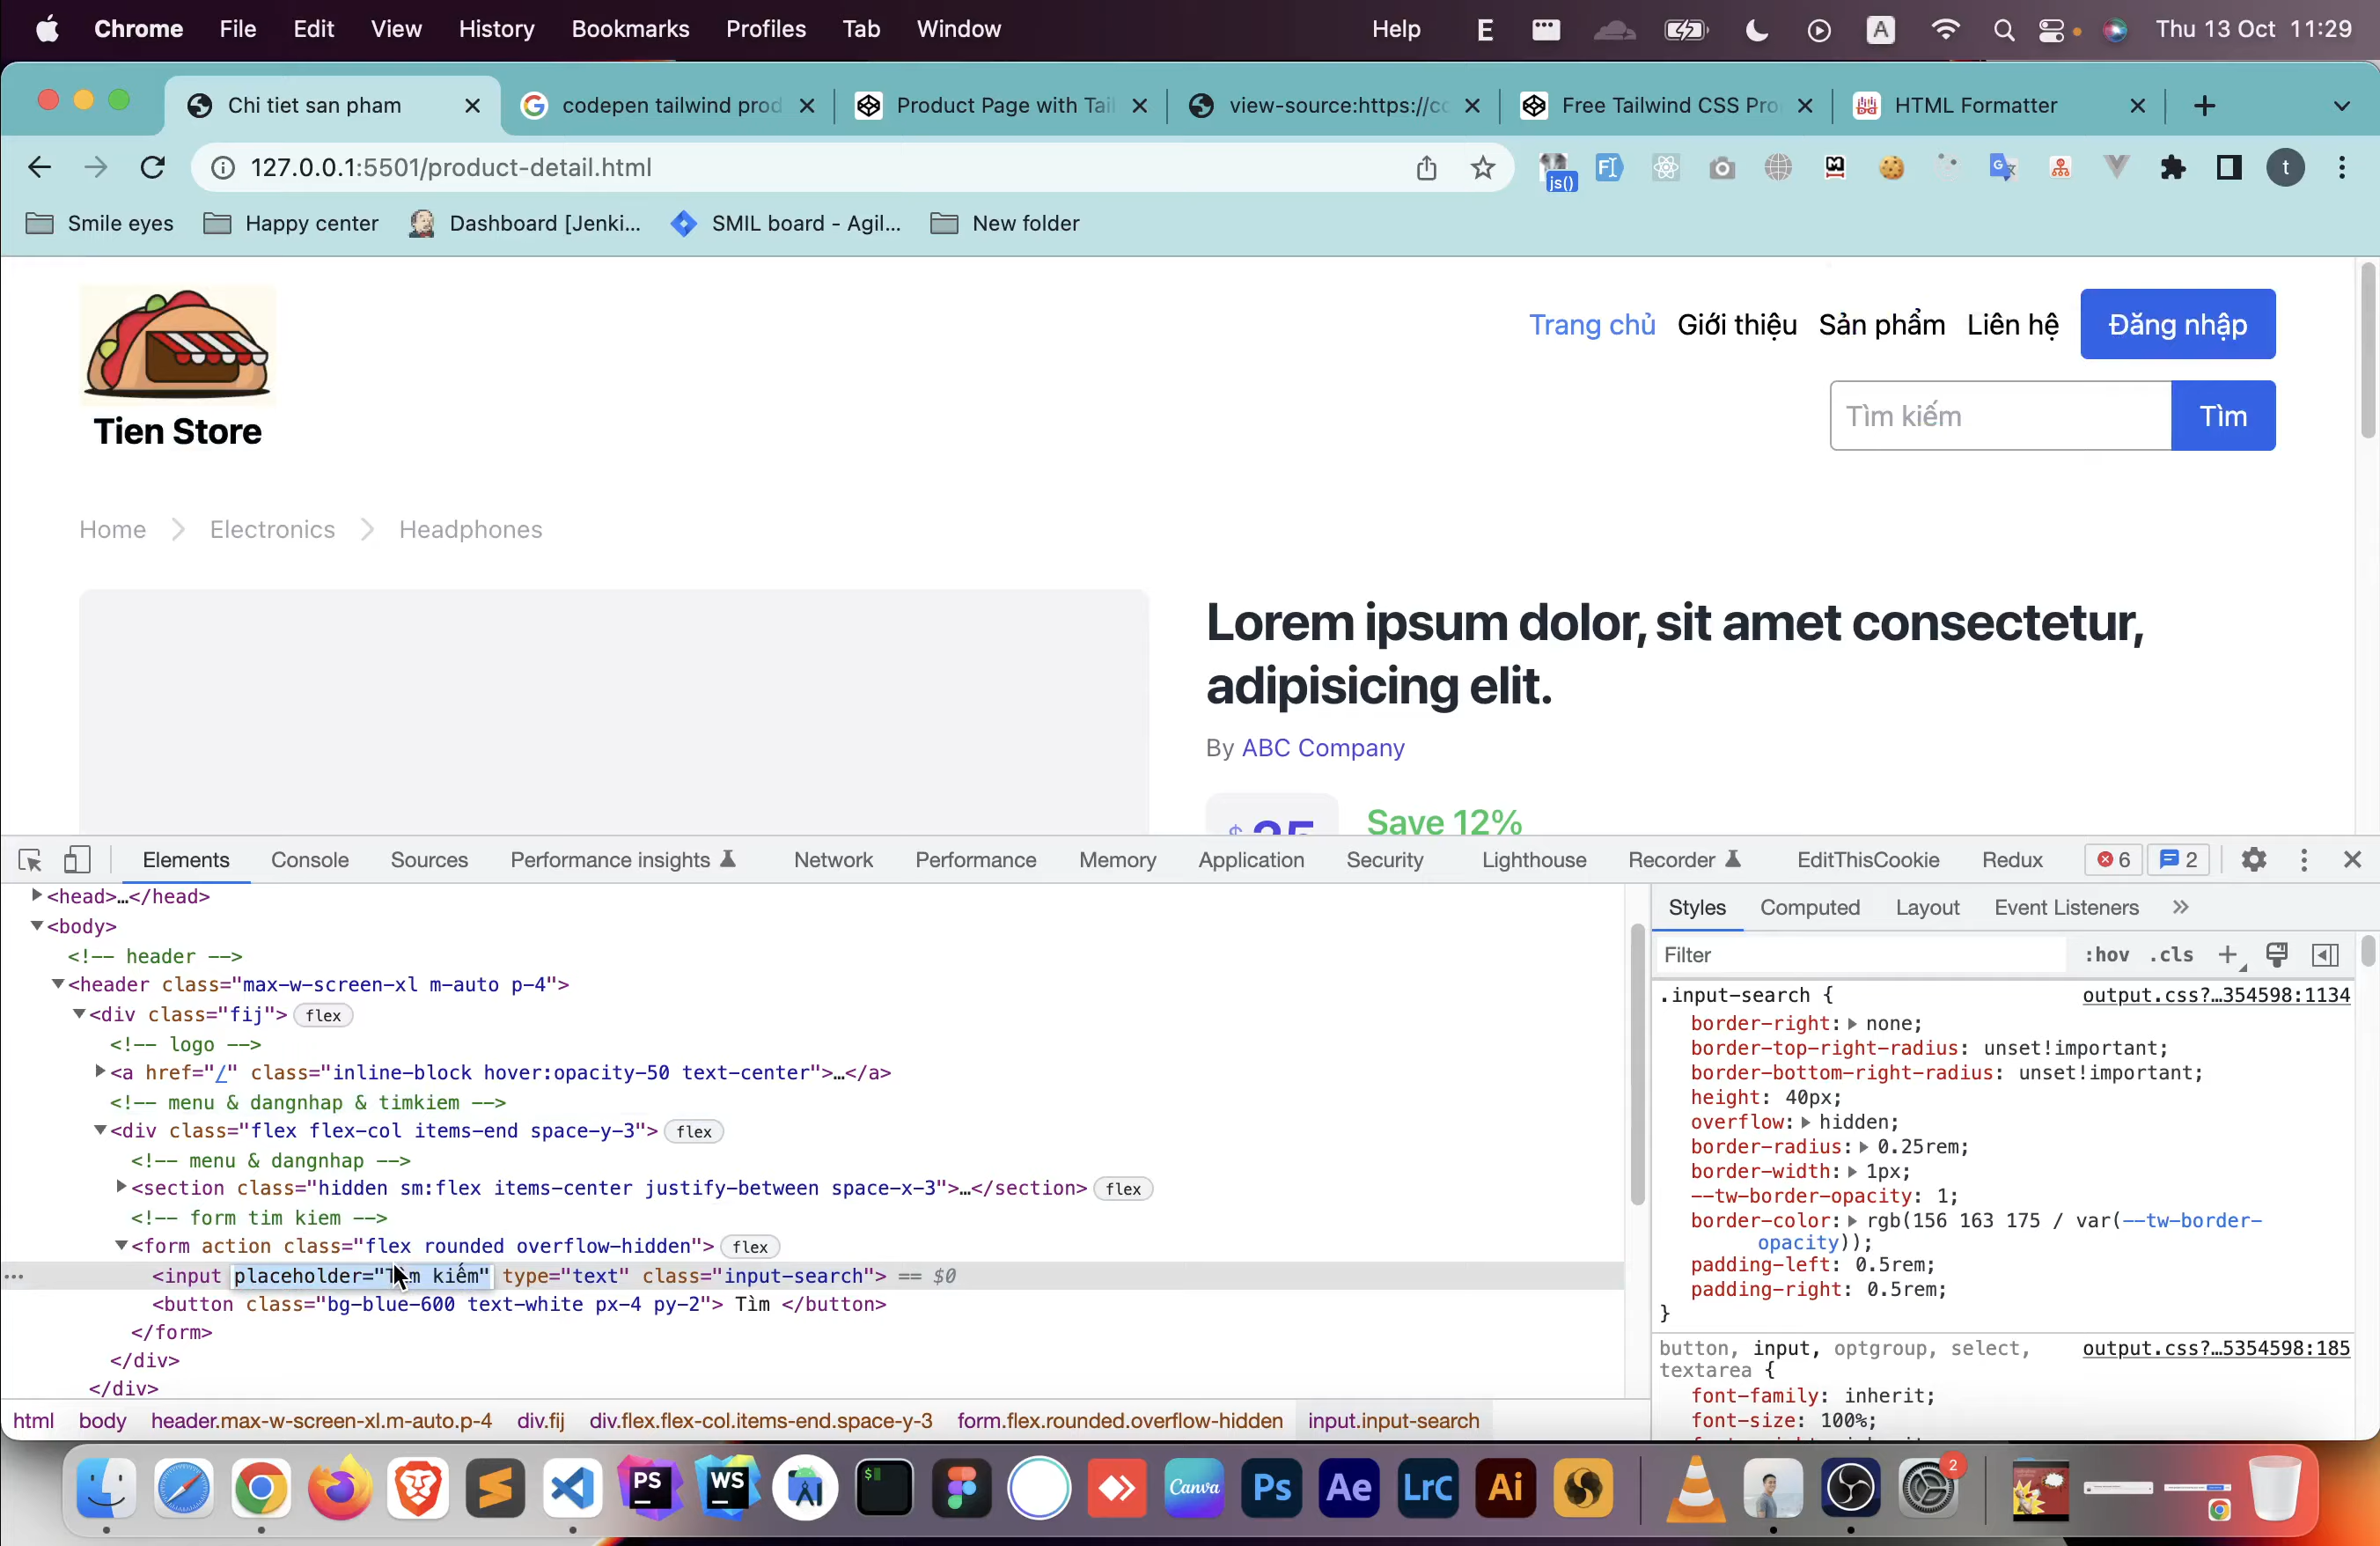 Chrome File Edit View History Bookmarks Profiles Tab Window Help Thu 13 Oct 11:29
Chi tiet san pham codepen tailwind prod Product Page with Tail view-source:https://co Free Tailwind CSS Pro HTML Formatter
127.0.0.1:5501/product-detail.html js() t
Smile eyes Happy center Dashboard [Jenki... SMIL board - Agil... New folder
Trang chủ Giới thiệu Sản phẩm Liên hệ Đăng nhập
Tìm kiếm Tìm
Tien Store
Home Electronics Headphones
Lorem ipsum dolor, sit amet consectetur,
adipisicing elit.
By ABC Company
$ 25 Save 12%
Elements Console Sources Performance insights Network Performance Memory Application Security Lighthouse Recorder EditThisCookie Redux 6 2
<head>…</head>
<body>
<!-- header -->
<header class="max-w-screen-xl m-auto p-4">
<div class="fij"> flex
<!-- logo -->
<a href="/" class="inline-block hover:opacity-50 text-center">…</a>
<!-- menu & dangnhap & timkiem -->
<div class="flex flex-col items-end space-y-3"> flex
<!-- menu & dangnhap -->
<section class="hidden sm:flex items-center justify-between space-x-3">…</section> flex
<!-- form tim kiem -->
<form action class="flex rounded overflow-hidden"> flex
<input placeholder="Tìm kiếm" type="text" class="input-search"> == $0
<button class="bg-blue-600 text-white px-4 py-2"> Tìm </button>
</form>
</div>
</div>
html body header.max-w-screen-xl.m-auto.p-4 div.fij div.flex.flex-col.items-end.space-y-3 form.flex.rounded.overflow-hidden input.input-search
Styles Computed Layout Event Listeners »
Filter :hov .cls
.input-search { output.css?…354598:1134
border-right: none;
border-top-right-radius: unset!important;
border-bottom-right-radius: unset!important;
height: 40px;
overflow: hidden;
border-radius: 0.25rem;
border-width: 1px;
--tw-border-opacity: 1;
border-color: rgb(156 163 175 / var(--tw-border-
opacity));
padding-left: 0.5rem;
padding-right: 0.5rem;
}
button, input, optgroup, select, output.css?…5354598:185
textarea {
font-family: inherit;
font-size: 100%;
PS WS $ Canva Ps Ae LrC Ai 2